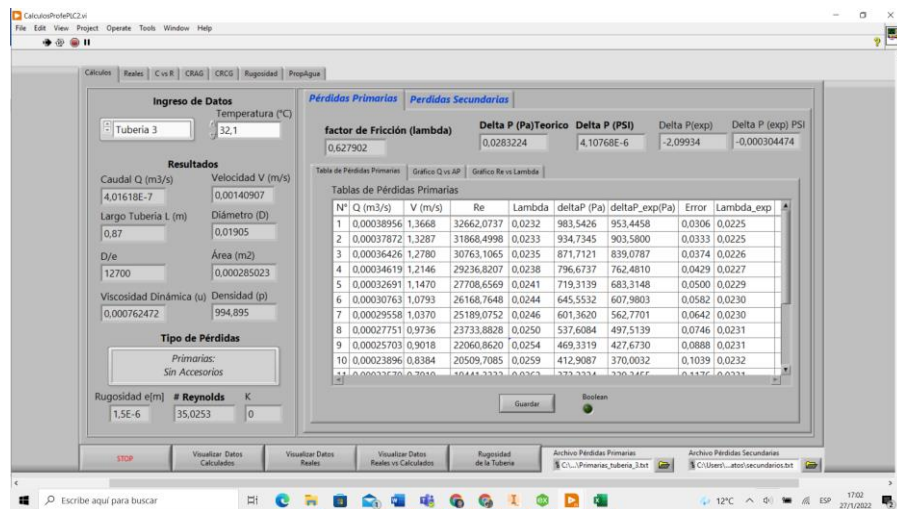 CalculosProfePLC2.vi
File Edit View Project Operate Tools Window Help
Cálculos Reales C vs R CRAG CRCG Rugosidad PropAgua
Ingreso de Datos
Temperatura (°C)
Tuberia 3 32,1
Resultados
Caudal Q (m3/s) Velocidad V (m/s)
4,01618E-7 0,00140907
Largo Tuberia L (m) Diámetro (D)
0,87 0,01905
D/e Área (m2)
12700 0,000285023
Viscosidad Dinámica (u) Densidad (p)
0,000762472 994,895
Tipo de Pérdidas
Primarias:
Sin Accesorios
Rugosidad e[m] # Reynolds K
1,5E-6 35,0253 0
Pérdidas Primarias Perdidas Secundarias
factor de Fricción (lambda) Delta P (Pa)Teorico Delta P (PSI) Delta P(exp) Delta P (exp) PSI
0,627902 0,0283224 4,10768E-6 -2,09934 -0,000304474
Tabla de Pérdidas Primarias Gráfico Q vs AP Gráfico Re vs Lambda
Tablas de Pérdidas Primarias
N° Q (m3/s) V (m/s) Re Lambda deltaP (Pa) deltaP_exp(Pa) Error Lambda_exp
1 0,00038956 1,3668 32662,0737 0,0232 983,5426 953,4458 0,0306 0,0225
2 0,00037872 1,3287 31868,4998 0,0233 934,7345 903,5800 0,0333 0,0225
3 0,00036426 1,2780 30763,1065 0,0235 871,7121 839,0787 0,0374 0,0226
4 0,00034619 1,2146 29236,8207 0,0238 796,6737 762,4810 0,0429 0,0227
5 0,00032691 1,1470 27708,6569 0,0241 719,3139 683,3148 0,0500 0,0229
6 0,00030763 1,0793 26168,7648 0,0244 645,5532 607,9803 0,0582 0,0230
7 0,00029558 1,0370 25189,0752 0,0246 601,3620 562,7701 0,0642 0,0230
8 0,00027751 0,9736 23733,8828 0,0250 537,6084 497,5139 0,0746 0,0231
9 0,00025703 0,9018 22060,8620 0,0254 469,3319 427,6730 0,0888 0,0231
10 0,00023896 0,8384 20509,7085 0,0259 412,9087 370,0032 0,1039 0,0232
Guardar Boolean
STOP
Visualizar Datos
Calculados
Visualizar Datos
Reales
Visualizar Datos
Reales vs Calculados
Rugosidad
de la Tuberia
Archivo Pérdidas Primarias
C:\...\Primarias_tuberia_3.txt
Archivo Pérdidas Secundarias
C:\Users\...atos\secundarios.txt
Escribe aquí para buscar
12°C ESP 17:02
27/1/2022